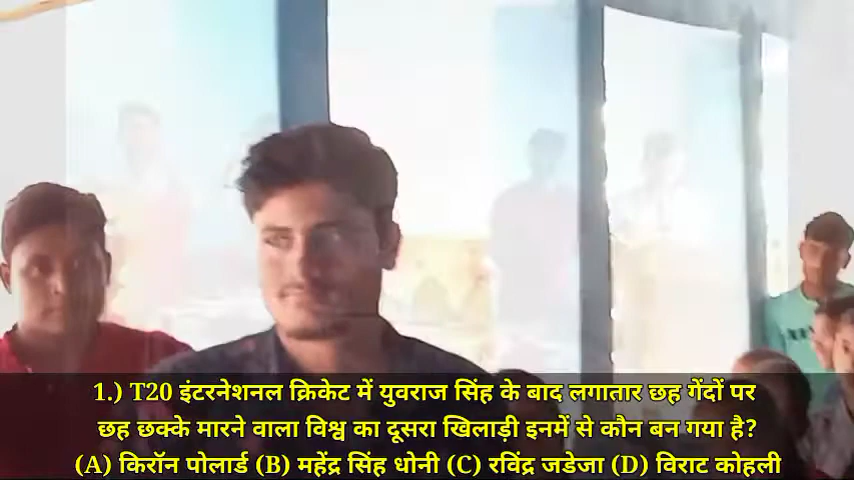 1.) T20 इंटरनेशनल क्रिकेट में युवराज सिंह के बाद लगातार छह गेंदों पर
छह छक्के मारने वाला विश्व का दूसरा खिलाड़ी इनमें से कौन बन गया है?
(A) किरॉन पोलार्ड (B) महेंद्र सिंह धोनी (C) रविंद्र जडेजा (D) विराट कोहली